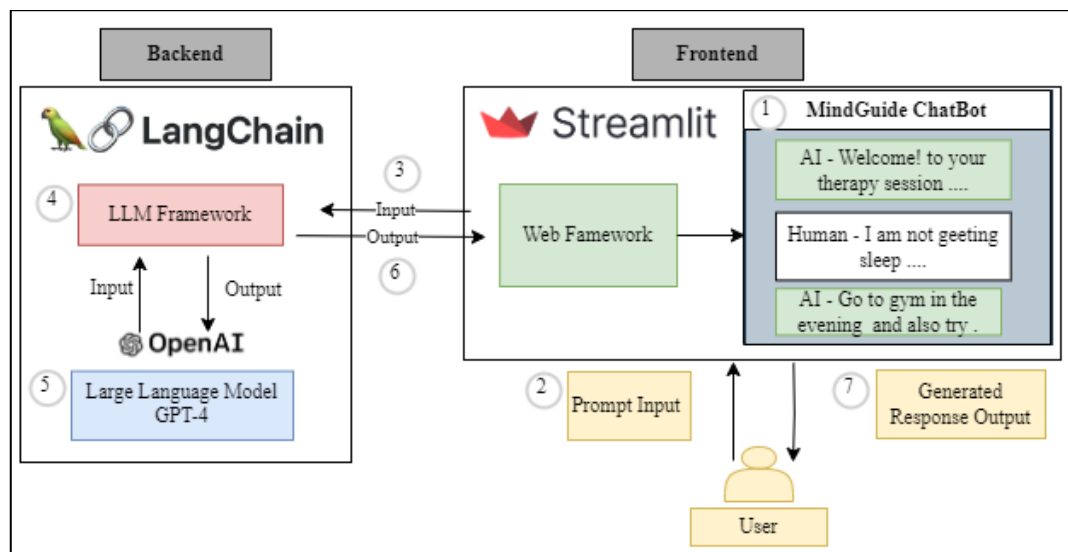 Backend
Frontend
LangChain
Streamlit
1
MindGuide ChatBot
AI - Welcome! to your
therapy session ....
Human - I am not geeting
sleep ....
AI - Go to gym in the
evening and also try .
3
4
LLM Framework
Input
Output
6
Web Famework
Input
Output
OpenAI
5
Large Language Model
GPT-4
2
Prompt Input
7
Generated
Response Output
User